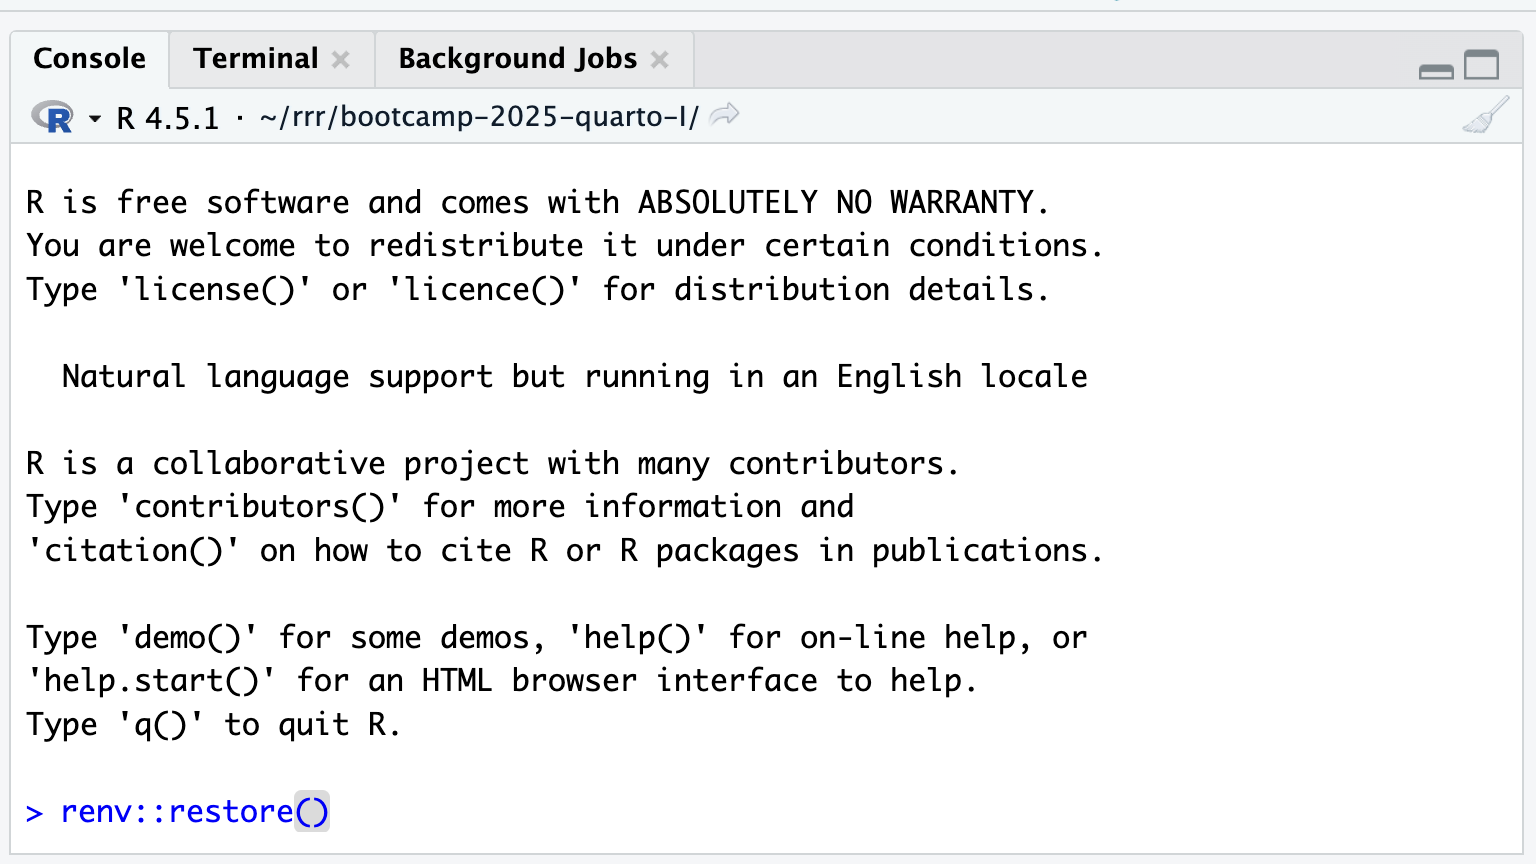 Console Terminal Background Jobs
R R 4.5.1 · ~/rrr/bootcamp-2025-quarto-I/
R is free software and comes with ABSOLUTELY NO WARRANTY.
You are welcome to redistribute it under certain conditions.
Type 'license()' or 'licence()' for distribution details.
Natural language support but running in an English locale
R is a collaborative project with many contributors.
Type 'contributors()' for more information and
'citation()' on how to cite R or R packages in publications.
Type 'demo()' for some demos, 'help()' for on-line help, or
'help.start()' for an HTML browser interface to help.
Type 'q()' to quit R.
> renv::restore()